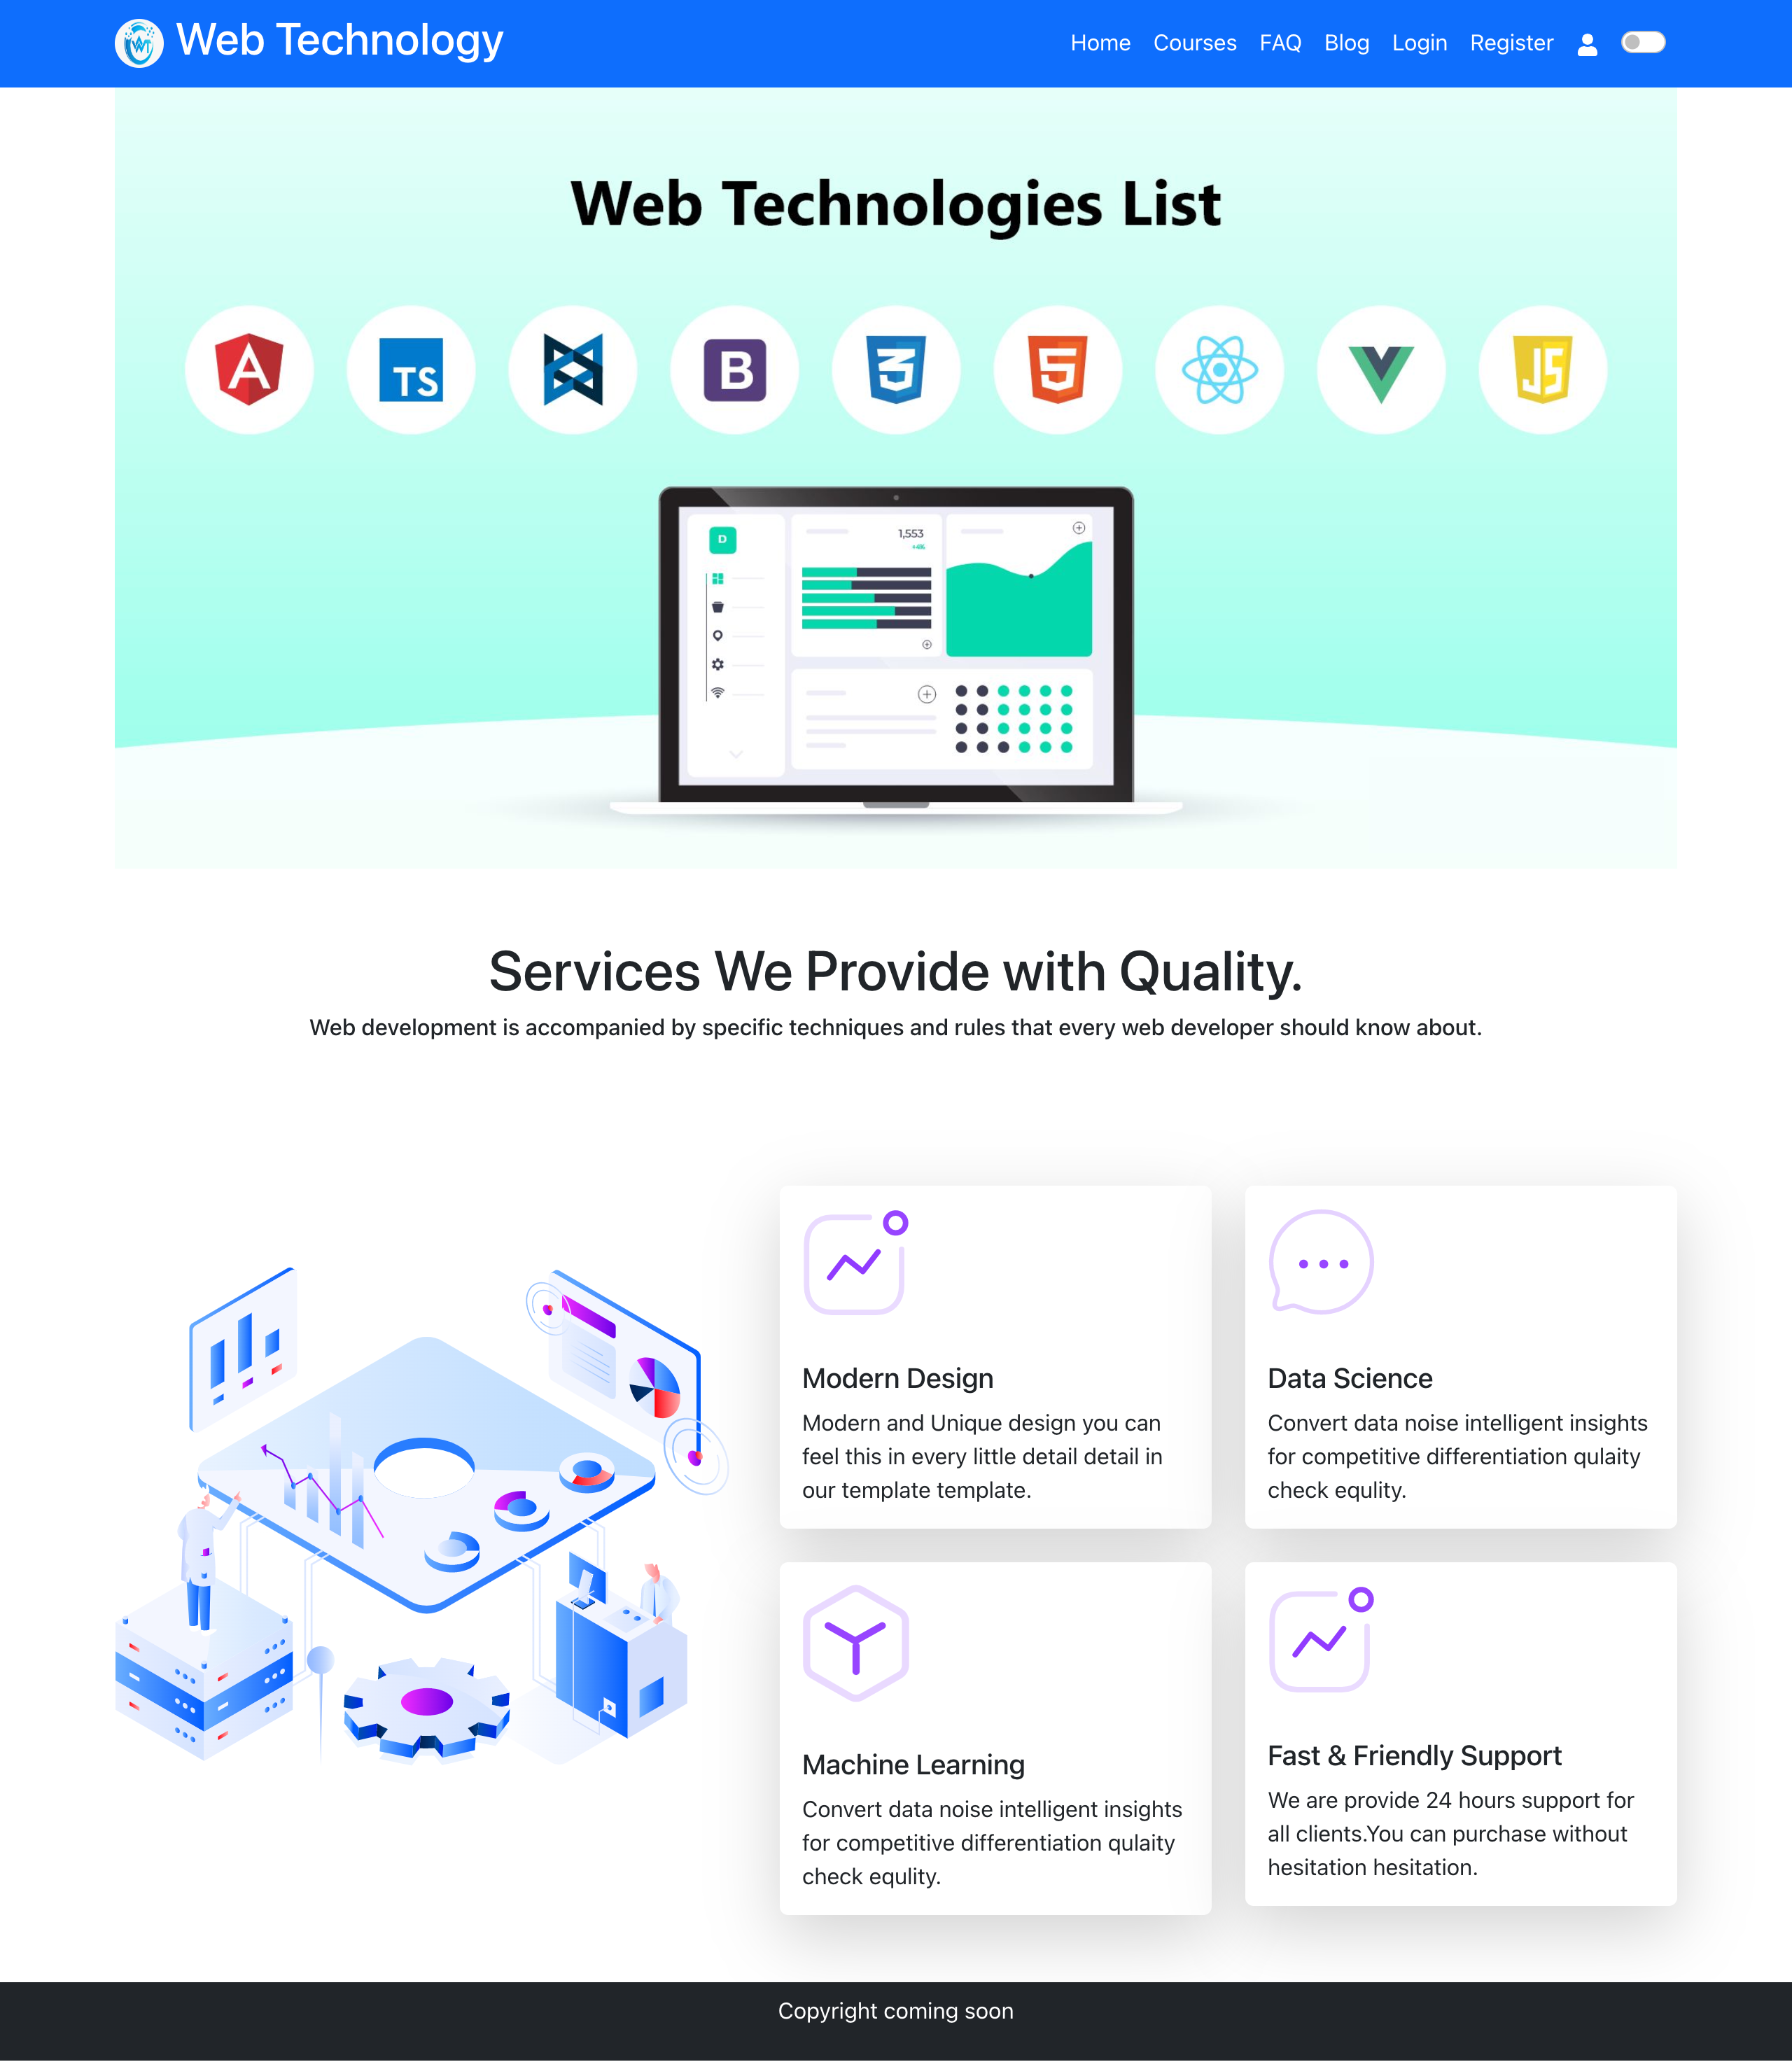 Web Technology
Home Courses FAQ Blog Login Register
Web Technologies List
A TS B 3 5 JS
D
1,553
+4%
Services We Provide with Quality.
Web development is accompanied by specific techniques and rules that every web developer should know about.
Modern Design
Modern and Unique design you can
feel this in every little detail detail in
our template template.
Data Science
Convert data noise intelligent insights
for competitive differentiation qulaity
check equlity.
Machine Learning
Convert data noise intelligent insights
for competitive differentiation qulaity
check equlity.
Fast & Friendly Support
We are provide 24 hours support for
all clients.You can purchase without
hesitation hesitation.
Copyright coming soon